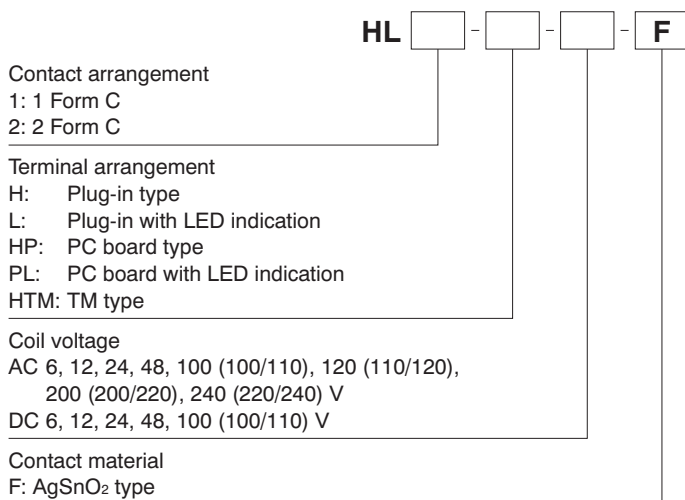 HL - - - F
Contact arrangement
1: 1 Form C
2: 2 Form C
Terminal arrangement
H: Plug-in type
L: Plug-in with LED indication
HP: PC board type
PL: PC board with LED indication
HTM: TM type
Coil voltage
AC 6, 12, 24, 48, 100 (100/110), 120 (110/120),
200 (200/220), 240 (220/240) V
DC 6, 12, 24, 48, 100 (100/110) V
Contact material
F: AgSnO₂ type